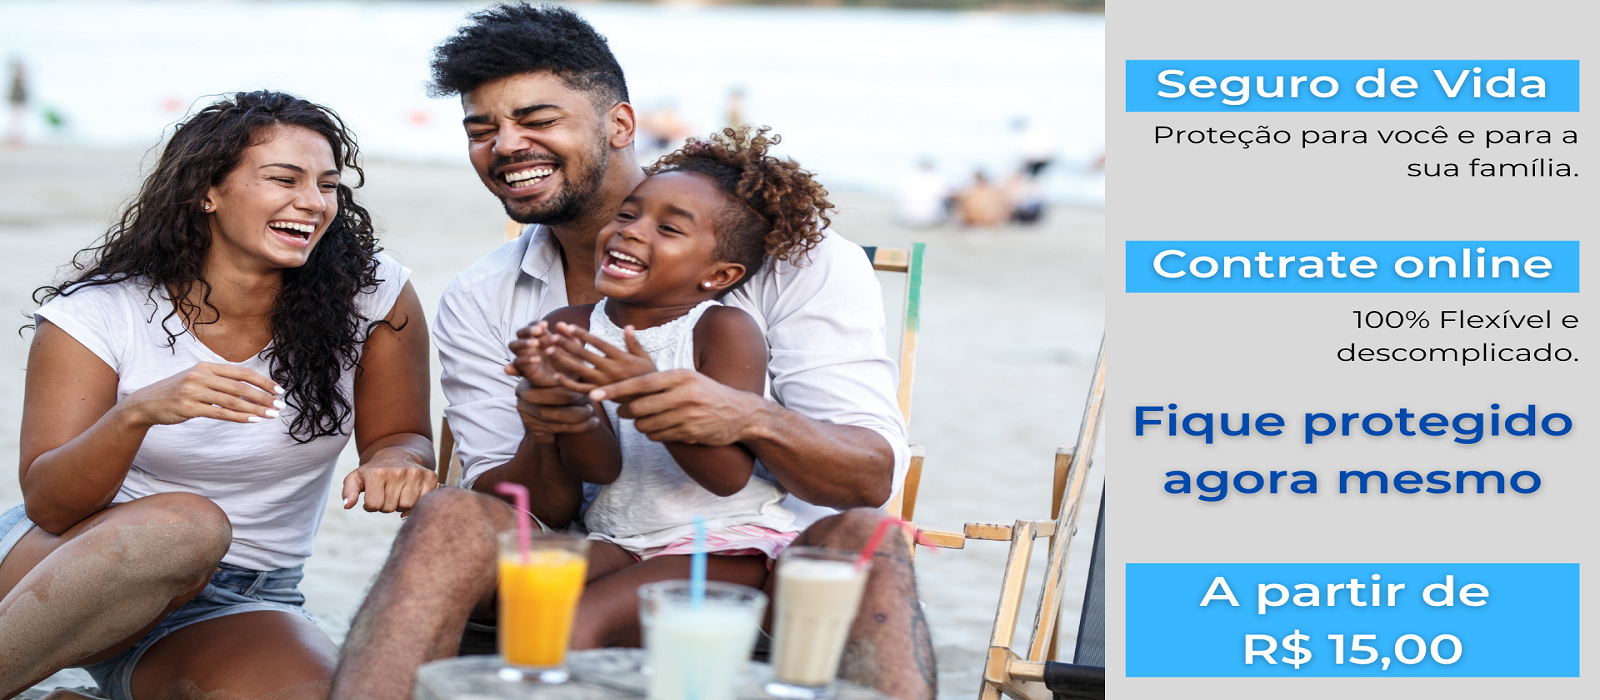 Seguro de Vida
Proteção para você e para a
sua família.
Contrate online
100% Flexível e
descomplicado.
Fique protegido
agora mesmo
A partir de
R$ 15,00